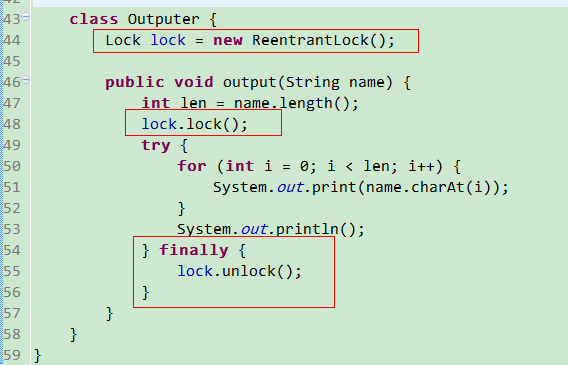 43 class Outputer {
44 Lock lock = new ReentrantLock();
45
46 public void output(String name) {
47 int len = name.length();
48 lock.lock();
49 try {
50 for (int i = 0; i < len; i++) {
51 System.out.print(name.charAt(i));
52 }
53 System.out.println();
54 } finally {
55 lock.unlock();
56 }
57 }
58 }
59 }